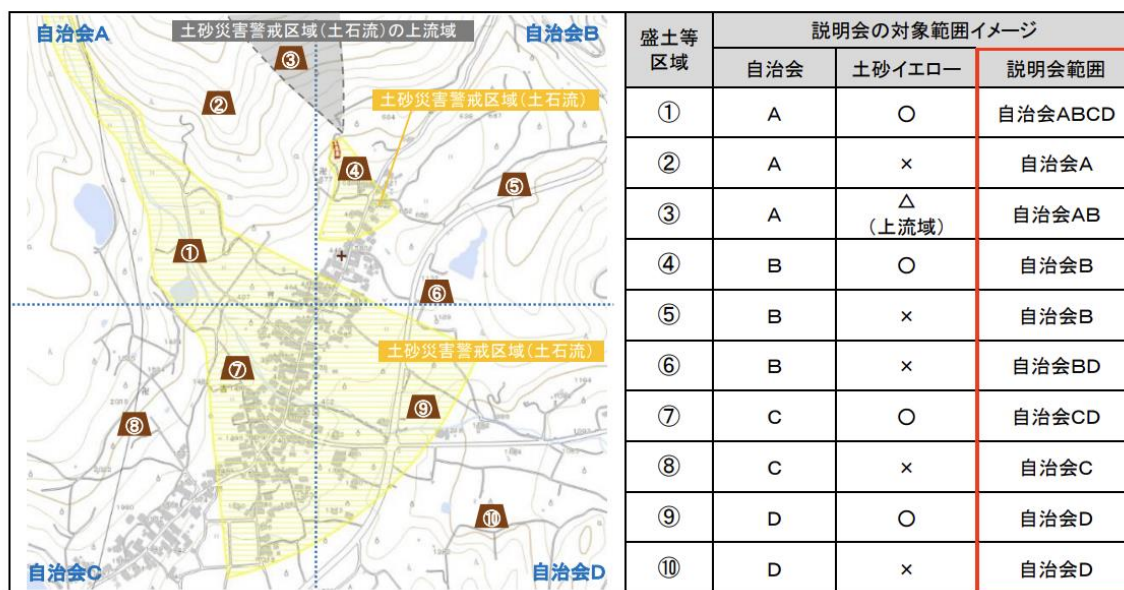 自治会A
土砂災害警戒区域(土石流)の上流域
自治会B
③
②
土砂災害警戒区域(土石流)
④
⑤
①
⑥
土砂災害警戒区域(土石流)
⑦
⑨
⑧
⑩
自治会C
自治会D
盛土等区域 説明会の対象範囲イメージ
自治会 土砂イエロー 説明会範囲
① A ○ 自治会ABCD
② A × 自治会A
③ A △(上流域) 自治会AB
④ B ○ 自治会B
⑤ B × 自治会B
⑥ B × 自治会BD
⑦ C ○ 自治会CD
⑧ C × 自治会C
⑨ D ○ 自治会D
⑩ D × 自治会D